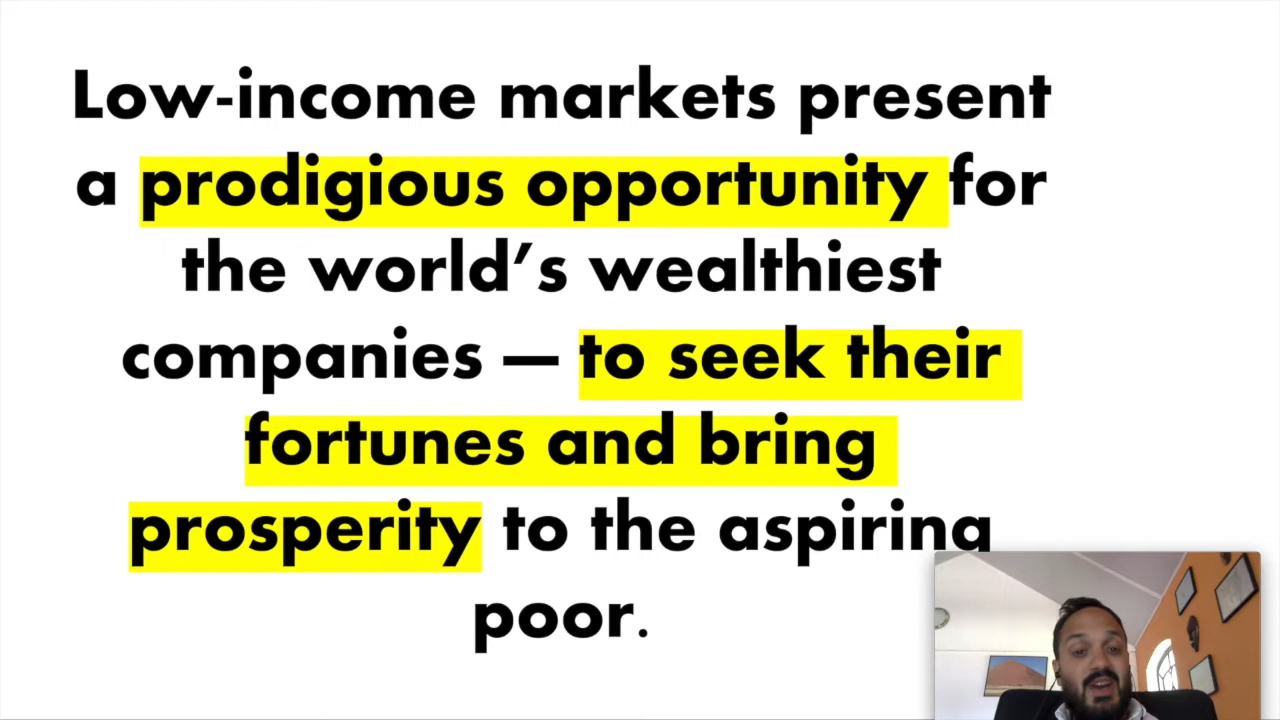 Low-income markets present
a prodigious opportunity for
the world’s wealthiest
companies — to seek their
fortunes and bring
prosperity to the aspiring
poor.